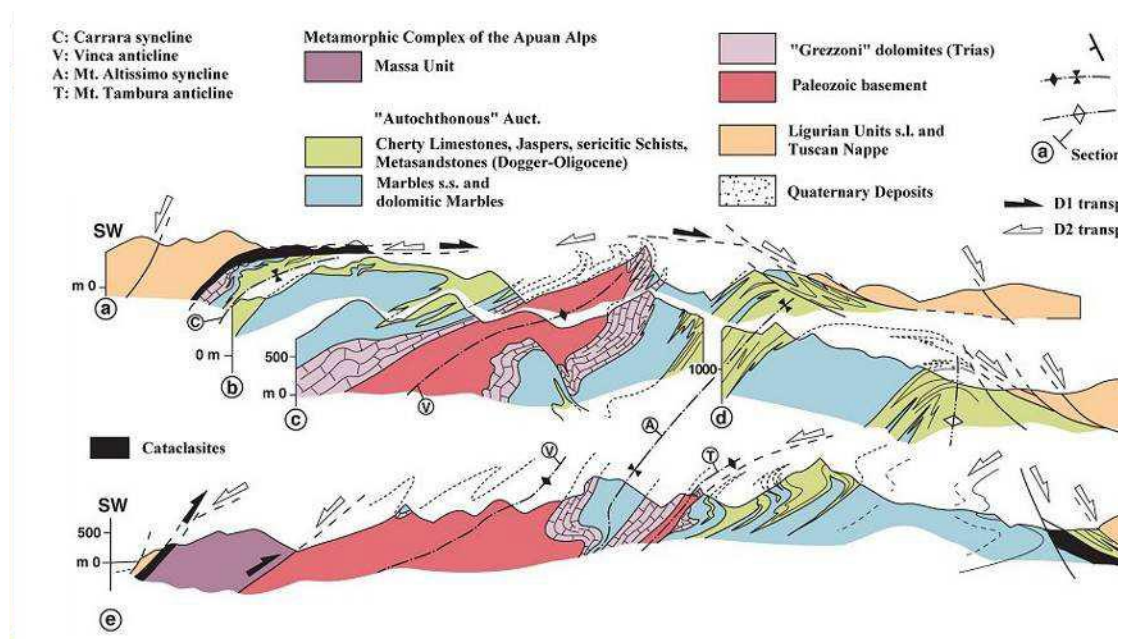 C: Carrara syncline
V: Vinca anticline
A: Mt. Altissimo syncline
T: Mt. Tambura anticline
Metamorphic Complex of the Apuan Alps
Massa Unit
"Autochthonous" Auct.
Cherty Limestones, Jaspers, sericitic Schists,
Metasandstones (Dogger-Oligocene)
Marbles s.s. and
dolomitic Marbles
"Grezzoni" dolomites (Trias)
Paleozoic basement
Ligurian Units s.l. and
Tuscan Nappe
Quaternary Deposits
a Section
D1 transp
D2 transp
SW
m 0
a
C
0 m
b
500
m 0
c
V
A
1000
d
Cataclasites
V
T
SW
500
m 0
e